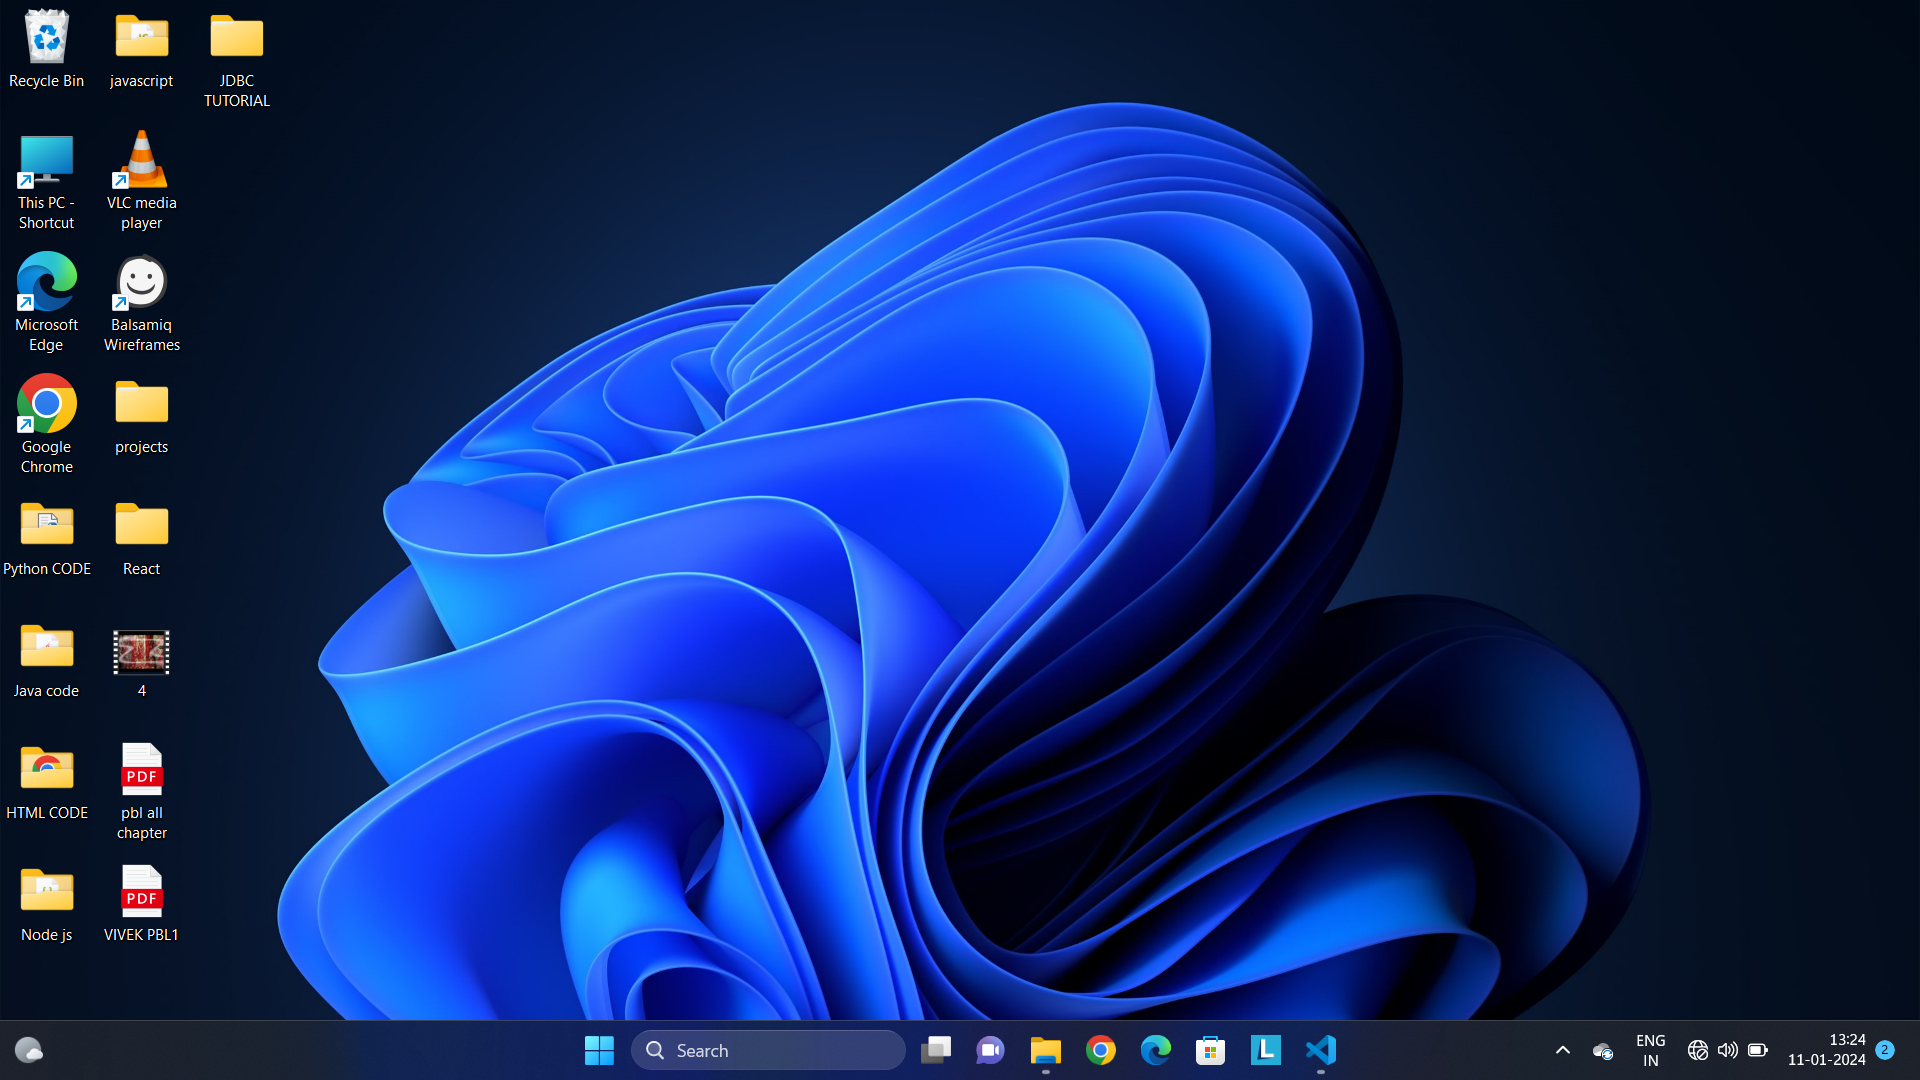 Recycle Bin
javascript
JDBC
TUTORIAL
This PC -
Shortcut
VLC media
player
Microsoft
Edge
Balsamiq
Wireframes
Google
Chrome
projects
Python CODE
React
Java code
4
HTML CODE
PDF
pbl all
chapter
Node js
PDF
VIVEK PBL1
Search
L
ENG
IN
13:24
11-01-2024
2